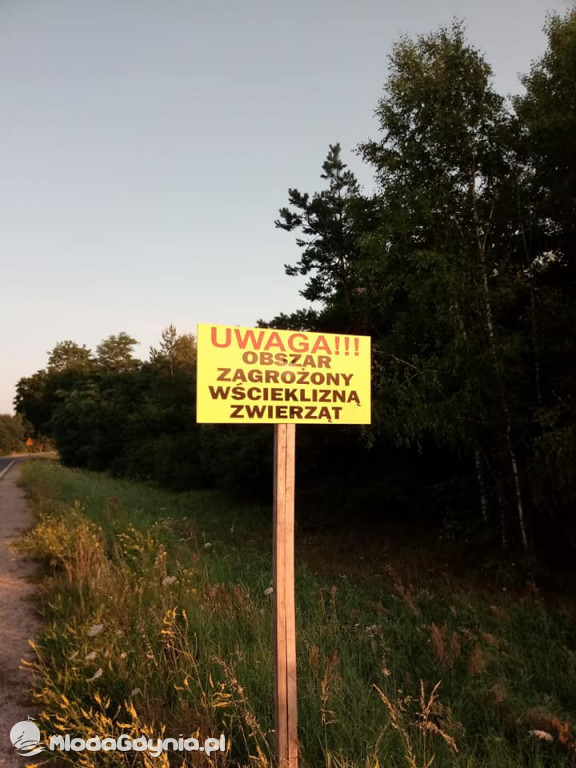 UWAGA!!!
OBSZAR
ZAGROŻONY
WŚCIEKLIZNĄ
ZWIERZĄT
MlodaGdynia.pl